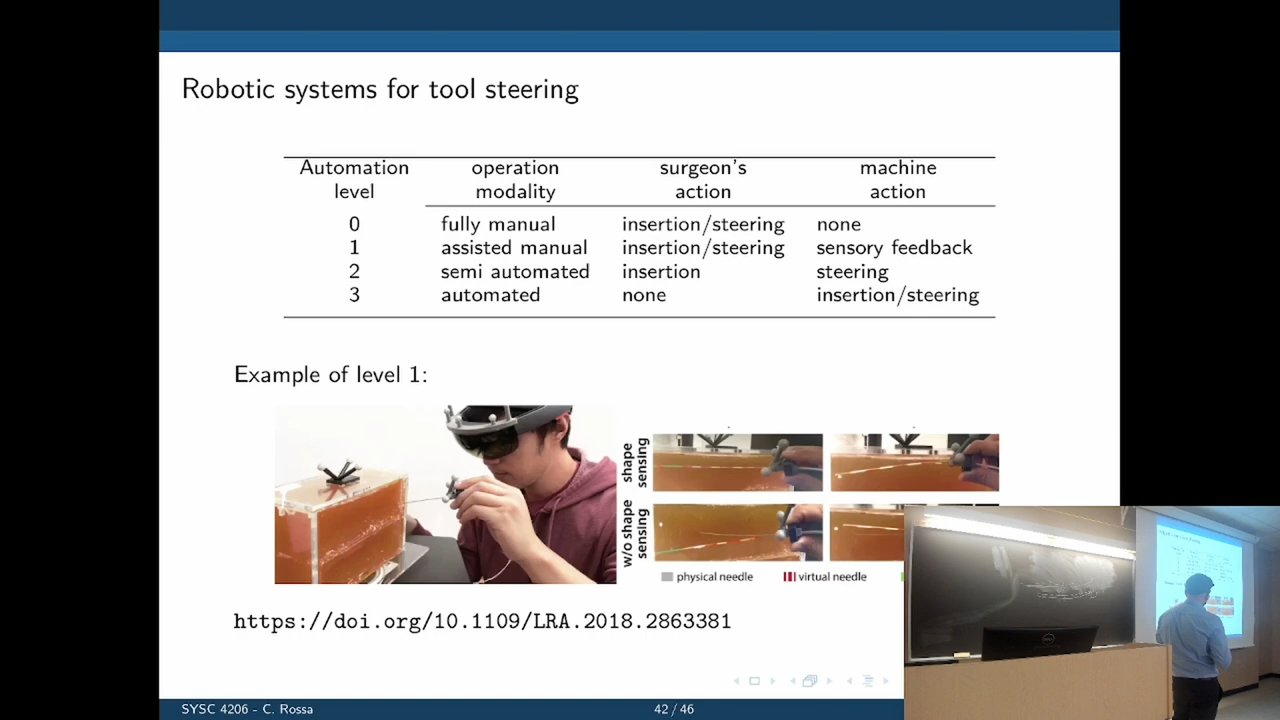 Robotic systems for tool steering
Automation level operation modality surgeon's action machine action
0 fully manual insertion/steering none
1 assisted manual insertion/steering sensory feedback
2 semi automated insertion steering
3 automated none insertion/steering
Example of level 1:
shape sensing
w/o shape sensing
physical needle virtual needle
https://doi.org/10.1109/LRA.2018.2863381
SYSC 4206 - C. Rossa 42 / 46